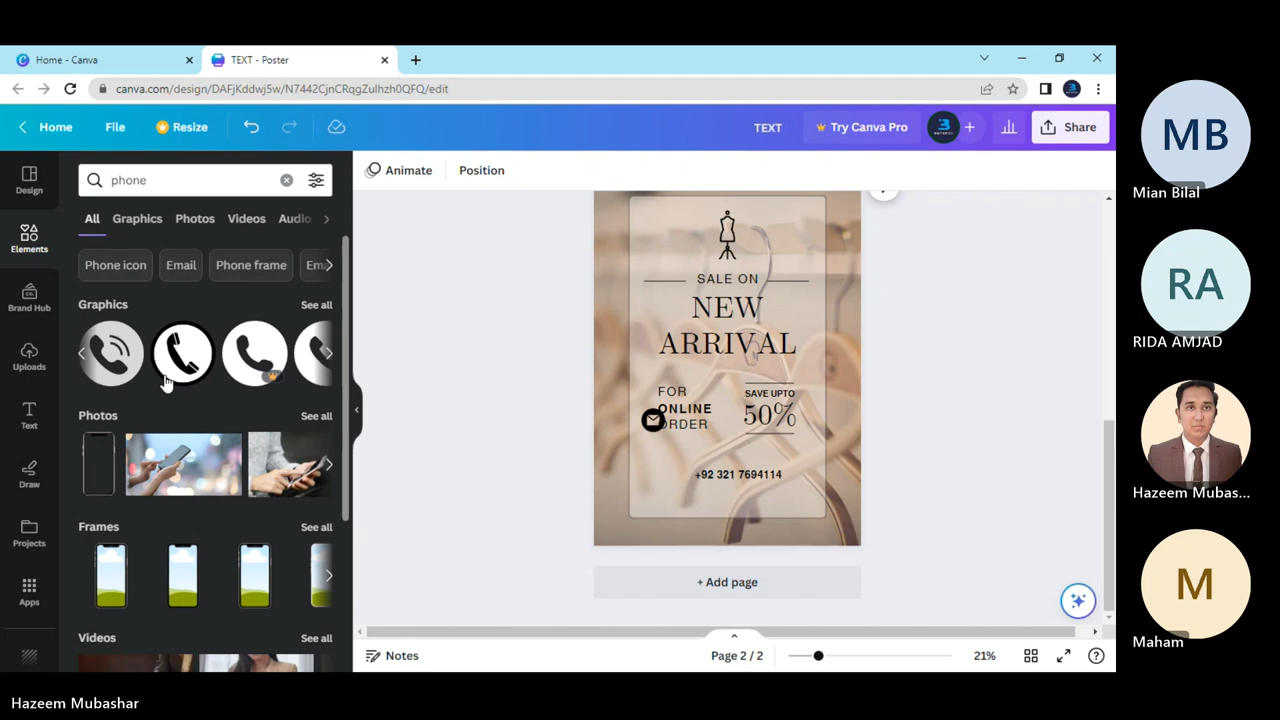 Home - Canva
TEXT - Poster
canva.com/design/DAFjKddwj5w/N7442CjnCRqgZuIhzh0QFQ/edit
Home
File
Resize
TEXT
Try Canva Pro
Share
Design
Elements
Brand Hub
Uploads
Text
Draw
Projects
Apps
phone
All
Graphics
Photos
Videos
Audio
Phone icon
Email
Phone frame
Graphics
See all
Photos
See all
Frames
See all
Videos
See all
Animate
Position
SALE ON
NEW
ARRIVAL
FOR
ONLINE
ORDER
SAVE UPTO
50%
+92 321 7694114
+ Add page
Notes
Page 2 / 2
21%
MB
Mian Bilal
RA
RIDA AMJAD
Hazeem Mubas...
M
Maham
Hazeem Mubashar